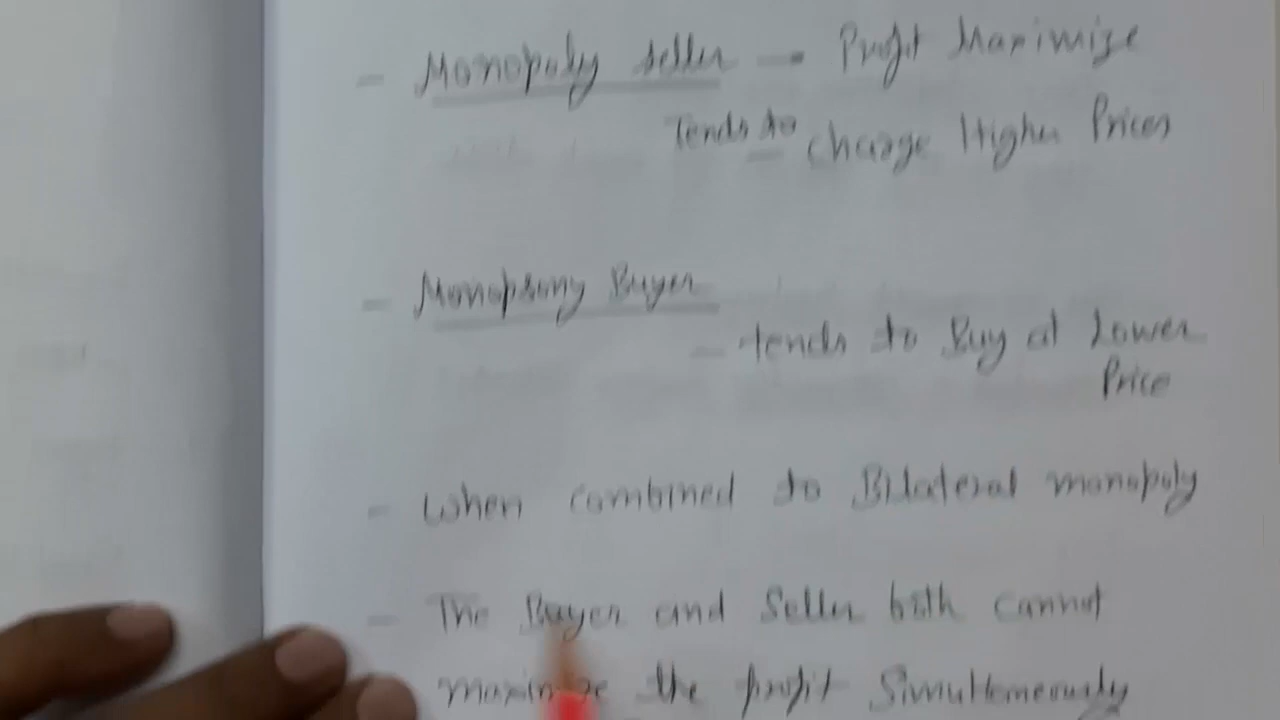 - Monopoly Seller - Profit Maximize
Tends to charge Higher Prices
- Monopsony Buyer
- tends to Buy at Lower
Price
- When combined to Bilateral monopoly
- The Buyer and Seller both cannot
maximize the profit Simultaneously